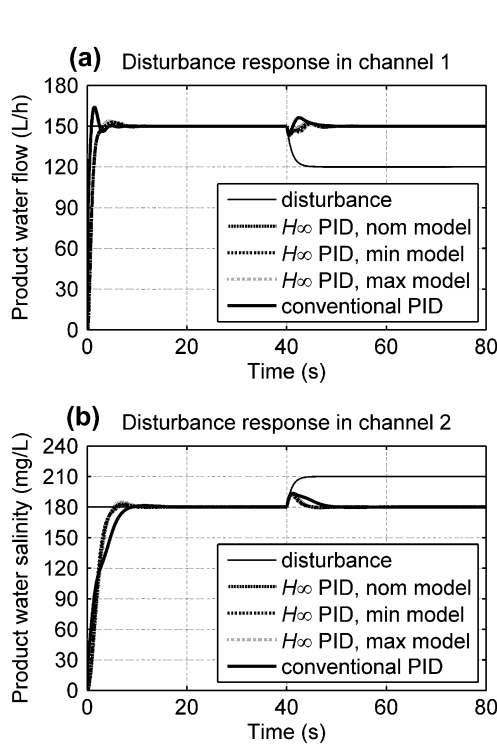 (a) Disturbance response in channel 1
180
150
120
90
60
30
0
Product water flow (L/h)
disturbance
H∞ PID, nom model
H∞ PID, min model
H∞ PID, max model
conventional PID
0 20 40 60 80
Time (s)
(b) Disturbance response in channel 2
240
210
180
150
120
90
60
30
0
Product water salinity (mg/L)
disturbance
H∞ PID, nom model
H∞ PID, min model
H∞ PID, max model
conventional PID
0 20 40 60 80
Time (s)